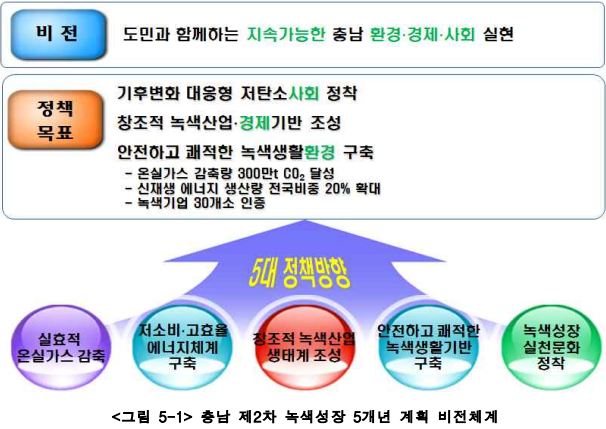 비 전
도민과 함께하는 지속가능한 충남 환경·경제·사회 실현
정책
목표
기후변화 대응형 저탄소사회 정착
창조적 녹색산업·경제기반 조성
안전하고 쾌적한 녹색생활환경 구축
- 온실가스 감축량 300만t CO₂ 달성
- 신재생 에너지 생산량 전국비중 20% 확대
- 녹색기업 30개소 인증
5대 정책방향
실효적
온실가스 감축
저소비·고효율
에너지체계
구축
창조적 녹색산업
생태계 조성
안전하고 쾌적한
녹색생활기반
구축
녹색성장
실천문화
정착
<그림 5-1> 충남 제2차 녹색성장 5개년 계획 비전체계